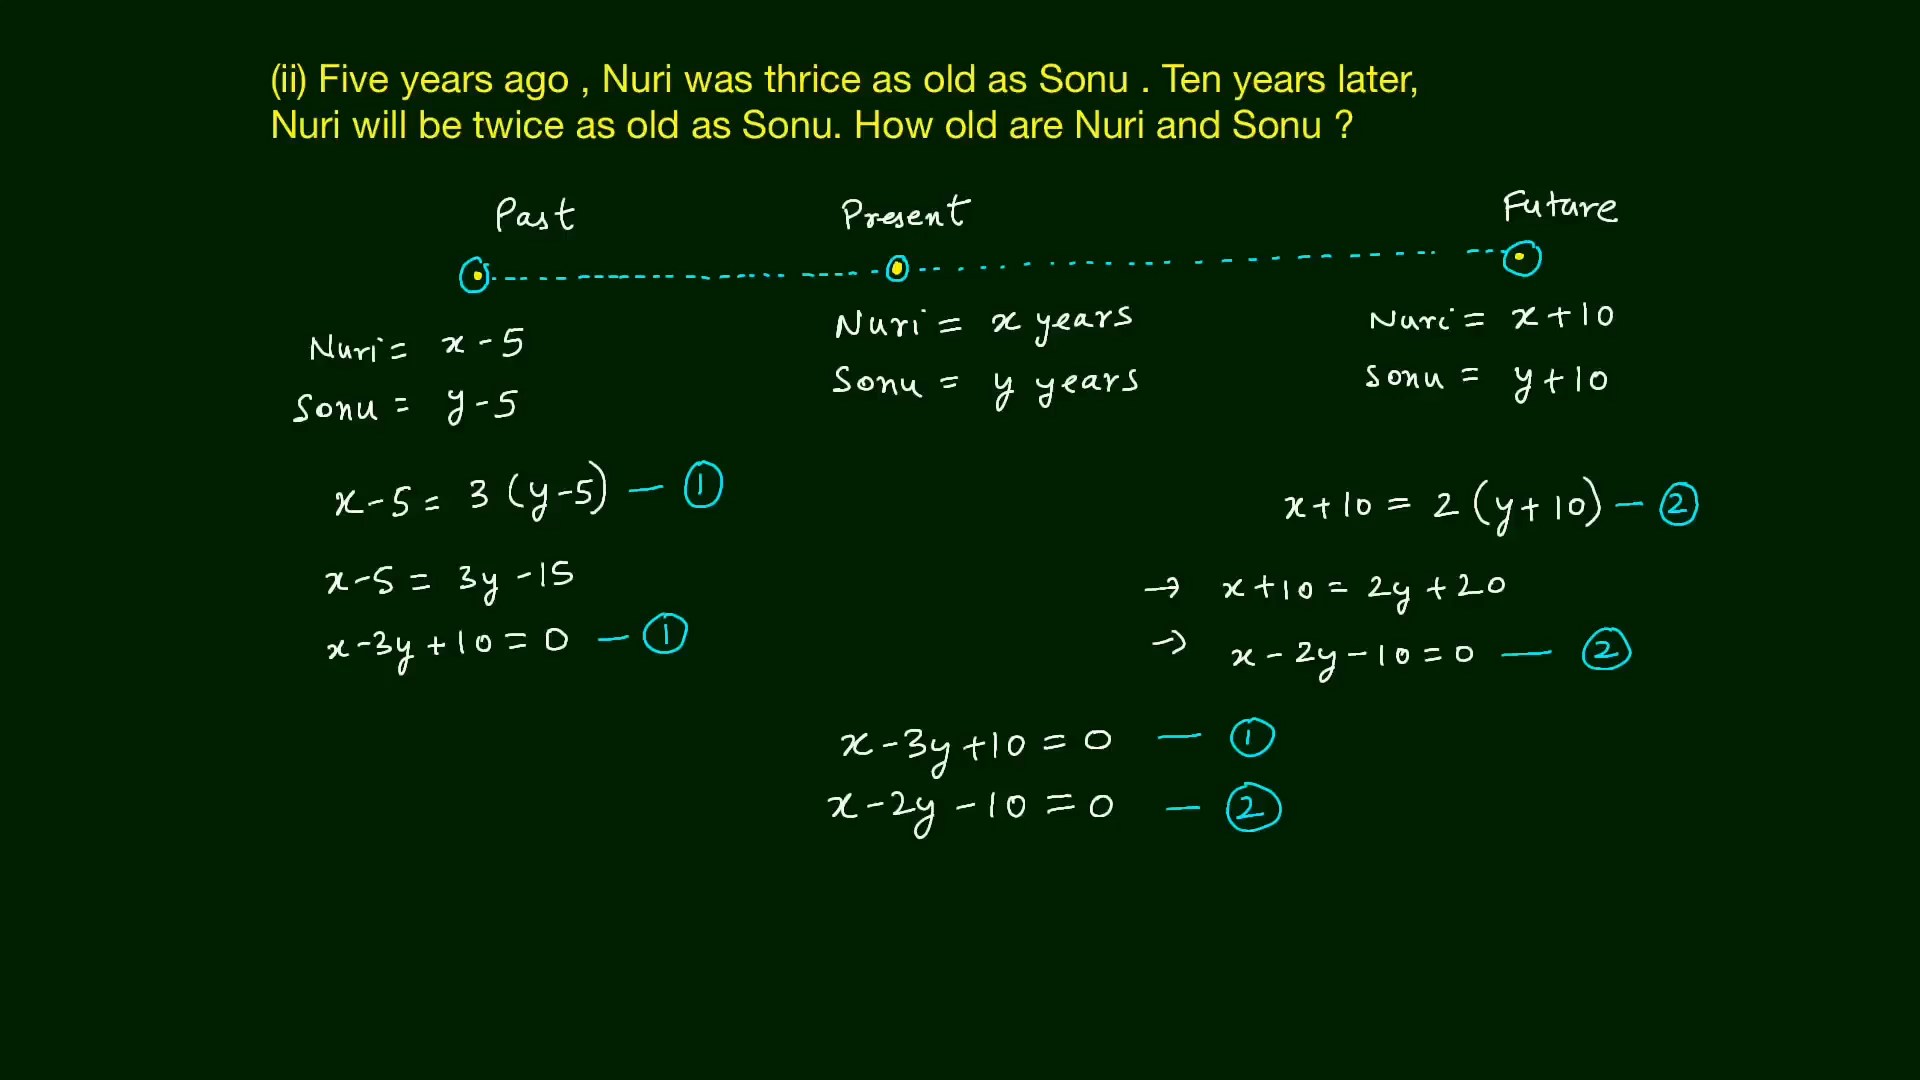 (ii) Five years ago , Nuri was thrice as old as Sonu . Ten years later,
Nuri will be twice as old as Sonu. How old are Nuri and Sonu ?
Past
Present
Future
Nuri = x - 5
Sonu = y - 5
Nuri = x years
Sonu = y years
Nuri = x + 10
Sonu = y + 10
x - 5 = 3 (y - 5) — 1
x - 5 = 3y - 15
x - 3y + 10 = 0 — 1
x + 10 = 2 (y + 10) — 2
→ x + 10 = 2y + 20
→ x - 2y - 10 = 0 — 2
x - 3y + 10 = 0 — 1
x - 2y - 10 = 0 — 2